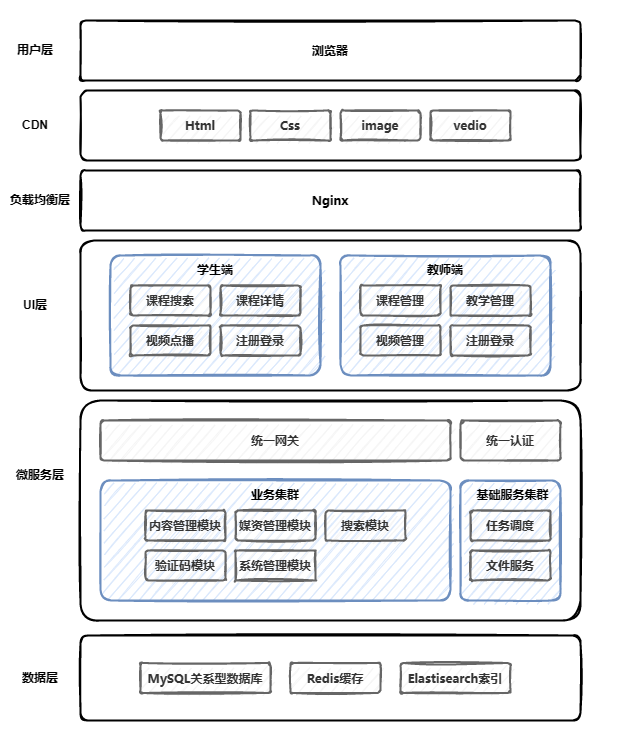 用户层
浏览器
CDN
Html
Css
image
vedio
负载均衡层
Nginx
UI层
学生端
课程搜索
课程详情
视频点播
注册登录
教师端
课程管理
教学管理
视频管理
注册登录
微服务层
统一网关
统一认证
业务集群
内容管理模块
媒资管理模块
搜索模块
验证码模块
系统管理模块
基础服务集群
任务调度
文件服务
数据层
MySQL关系型数据库
Redis缓存
Elastisearch索引